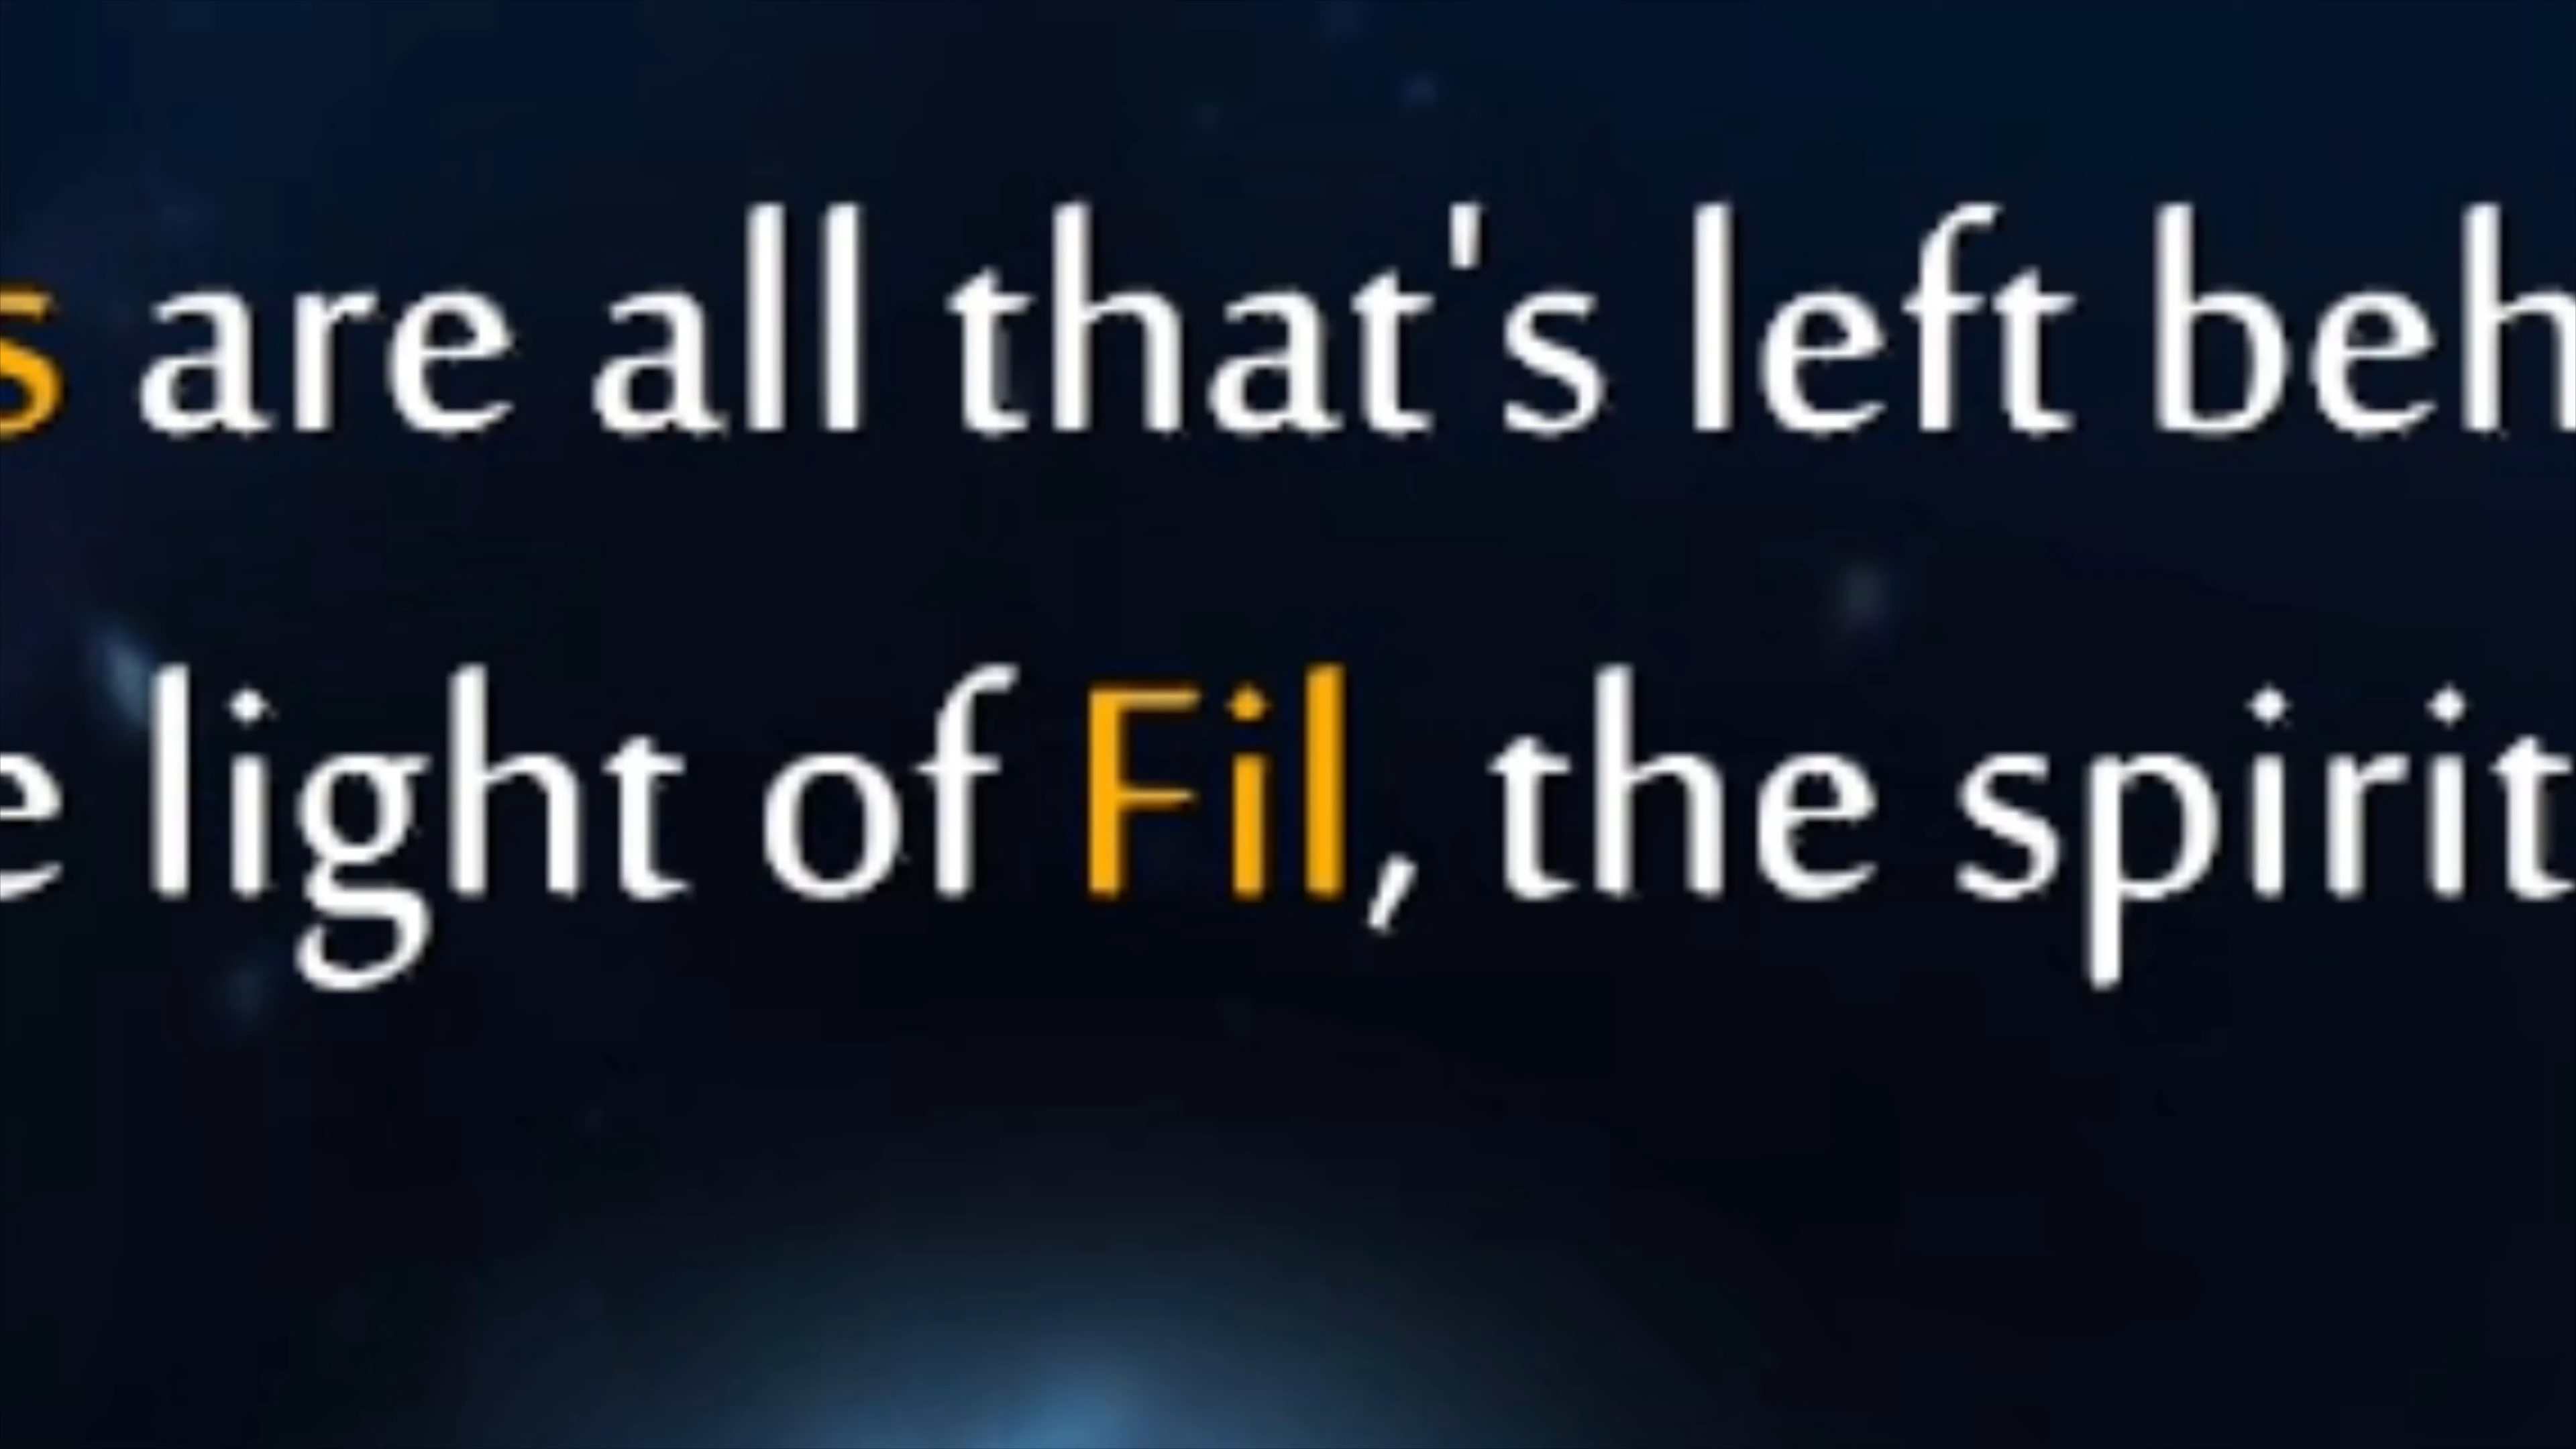 s are all that's left beh
e light of Fil, the spirit